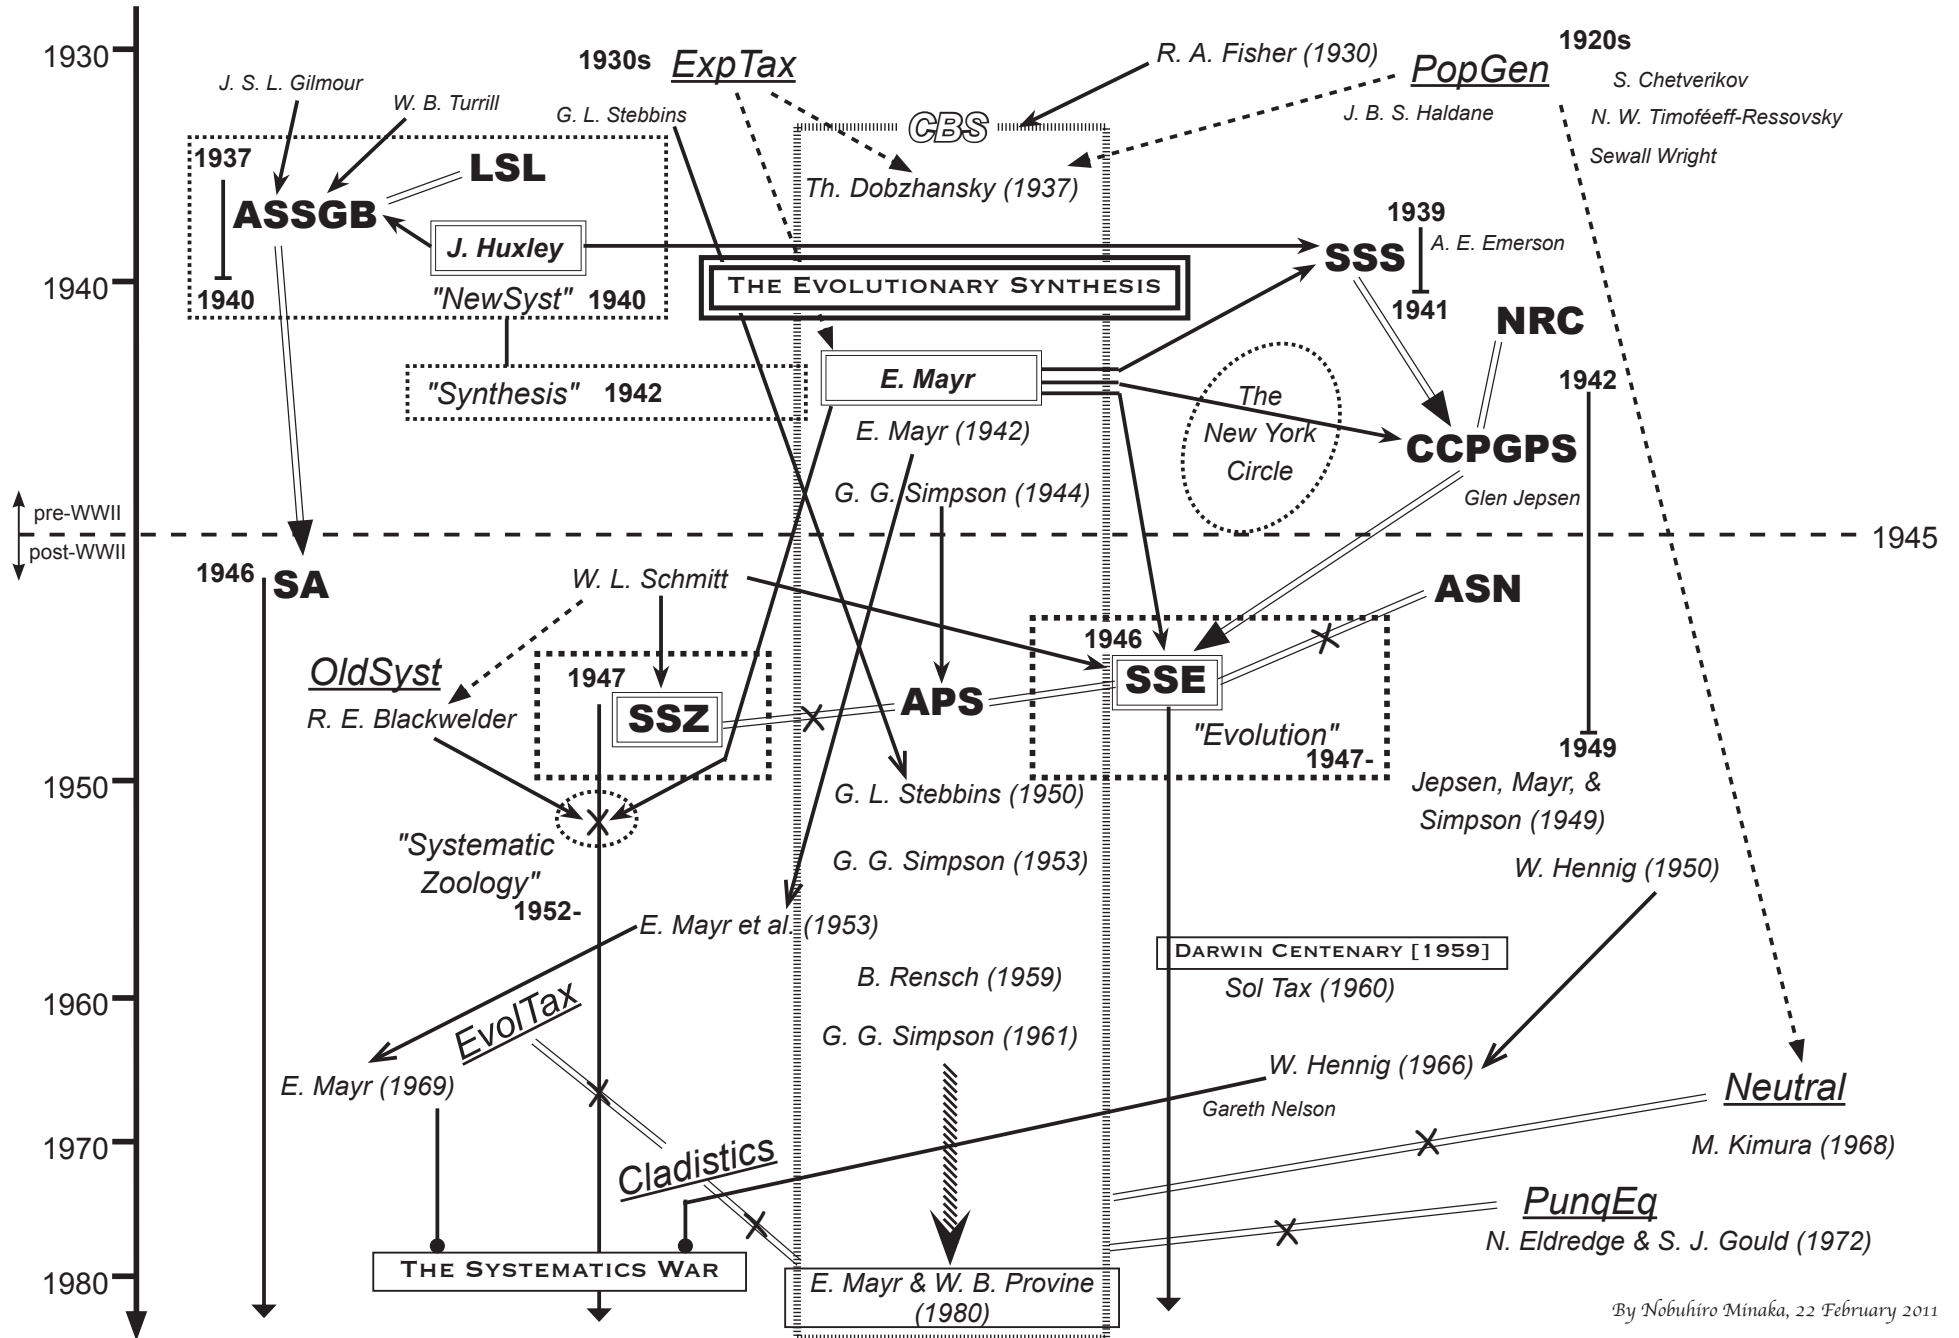 1930
1930s
ExpTax
R. A. Fisher (1930)
PopGen
1920s
J. S. L. Gilmour
W. B. Turrill
G. L. Stebbins
CBS
J. B. S. Haldane
S. Chetverikov
N. W. Timoféeff-Ressovsky
Sewall Wright
1937
LSL
ASSGB
Th. Dobzhansky (1937)
J. Huxley
1939
A. E. Emerson
SSS
1940
1940
"NewSyst" 1940
THE EVOLUTIONARY SYNTHESIS
1941
NRC
"Synthesis" 1942
E. Mayr
The
New York
Circle
1942
E. Mayr (1942)
CCPGPS
G. G. Simpson (1944)
Glen Jepsen
pre-WWII
post-WWII
1945
1946
SA
W. L. Schmitt
ASN
OldSyst
R. E. Blackwelder
1947
SSZ
APS
1946
SSE
"Evolution"
1947-
1949
Jepsen, Mayr, &
Simpson (1949)
1950
G. L. Stebbins (1950)
"Systematic
Zoology"
1952-
G. G. Simpson (1953)
W. Hennig (1950)
E. Mayr et al. (1953)
DARWIN CENTENARY [1959]
Sol Tax (1960)
B. Rensch (1959)
1960
EvolTax
G. G. Simpson (1961)
E. Mayr (1969)
W. Hennig (1966)
Gareth Nelson
Neutral
M. Kimura (1968)
1970
Cladistics
PunqEq
N. Eldredge & S. J. Gould (1972)
THE SYSTEMATICS WAR
1980
E. Mayr & W. B. Provine
(1980)
By Nobuhiro Minaka, 22 February 2011